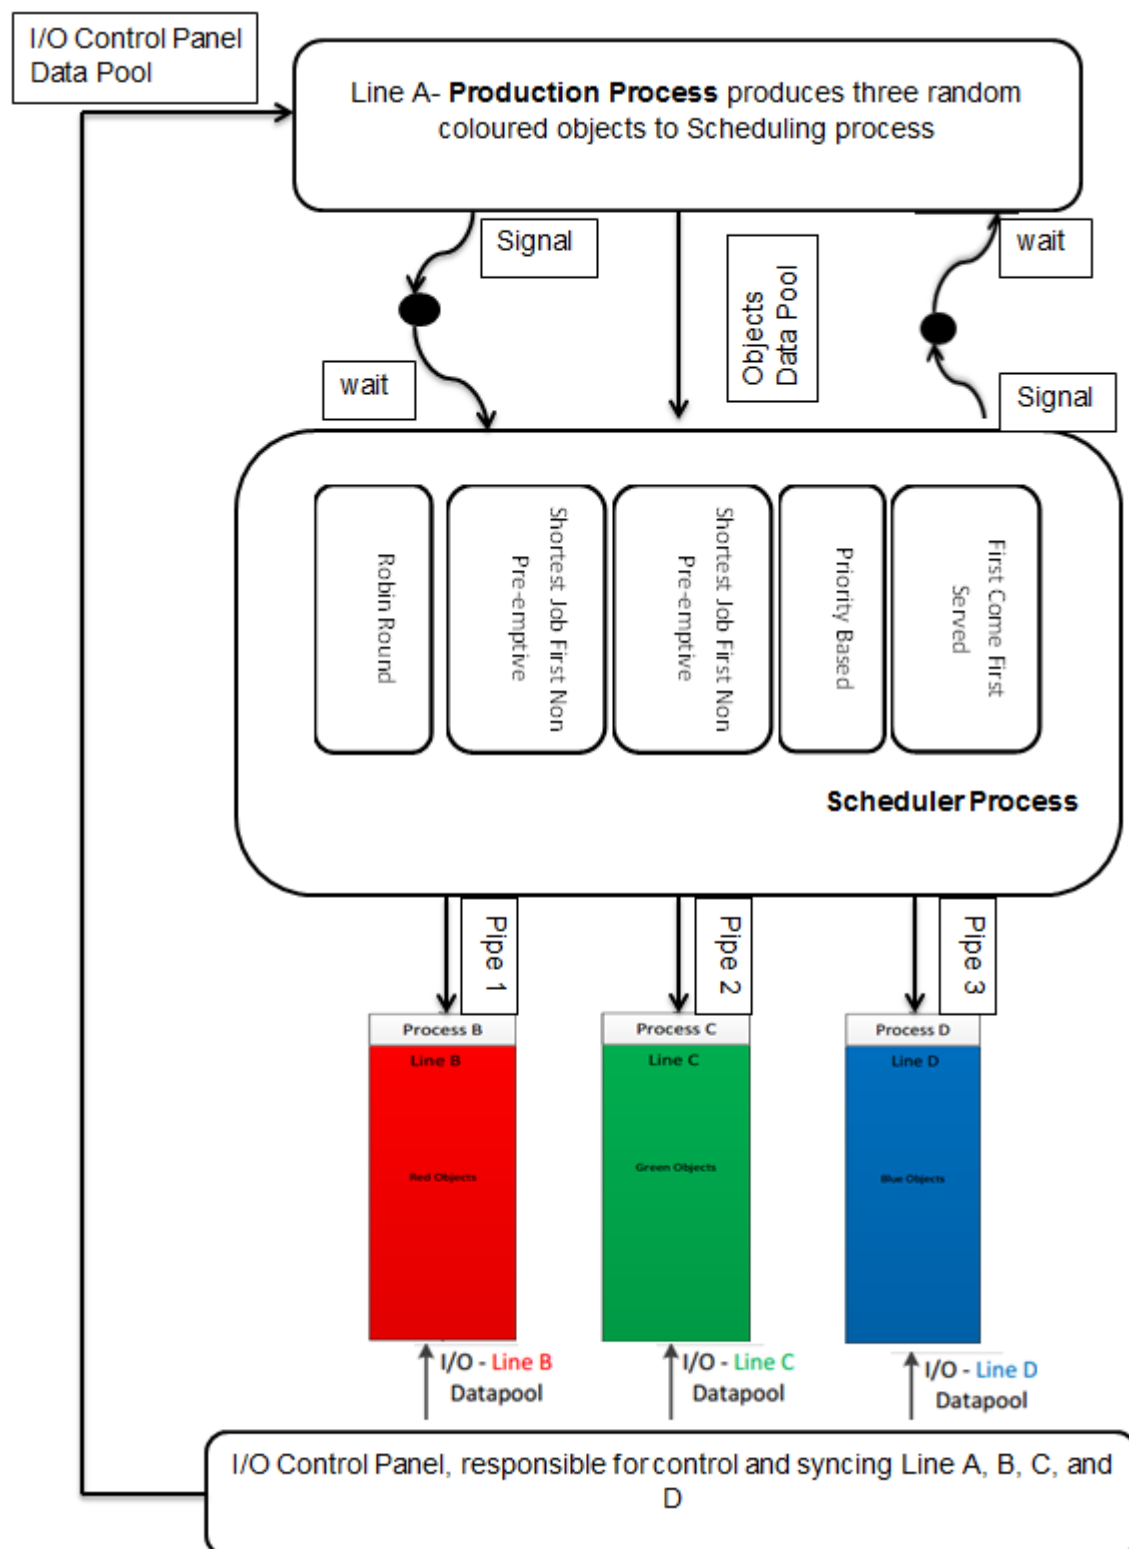 I/O Control Panel
Data Pool
Line A- Production Process produces three random
coloured objects to Scheduling process
Signal
wait
Objects
Data Pool
wait
Signal
Robin Round
Shortest Job First Non
Pre-emptive
Shortest Job First Non
Pre-emptive
Priority Based
First Come First
Served
Scheduler Process
Pipe 1
Pipe 2
Pipe 3
Process B
Line B
Red Objects
Process C
Line C
Green Objects
Process D
Line D
Blue Objects
I/O - Line B
Datapool
I/O - Line C
Datapool
I/O - Line D
Datapool
I/O Control Panel, responsible for control and syncing Line A, B, C, and
D